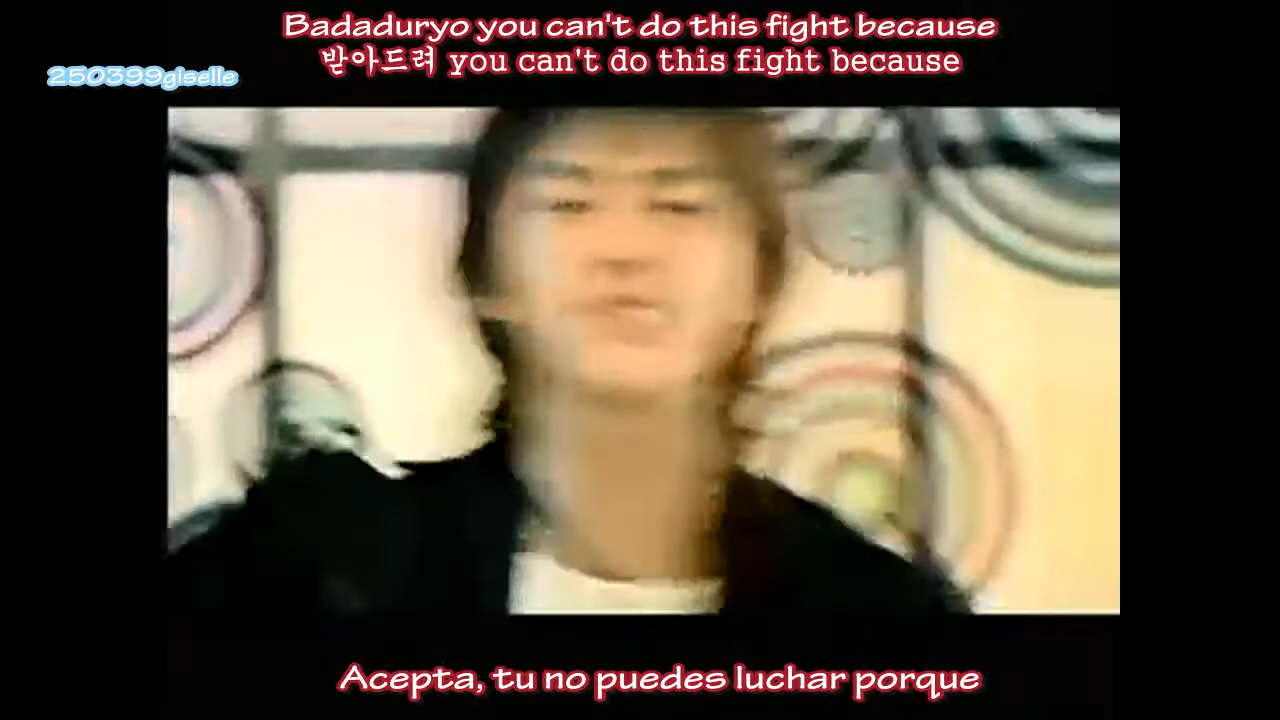 Badaduryo you can't do this fight because
받아드려 you can't do this fight because
250399giselle
Acepta, tu no puedes luchar porque